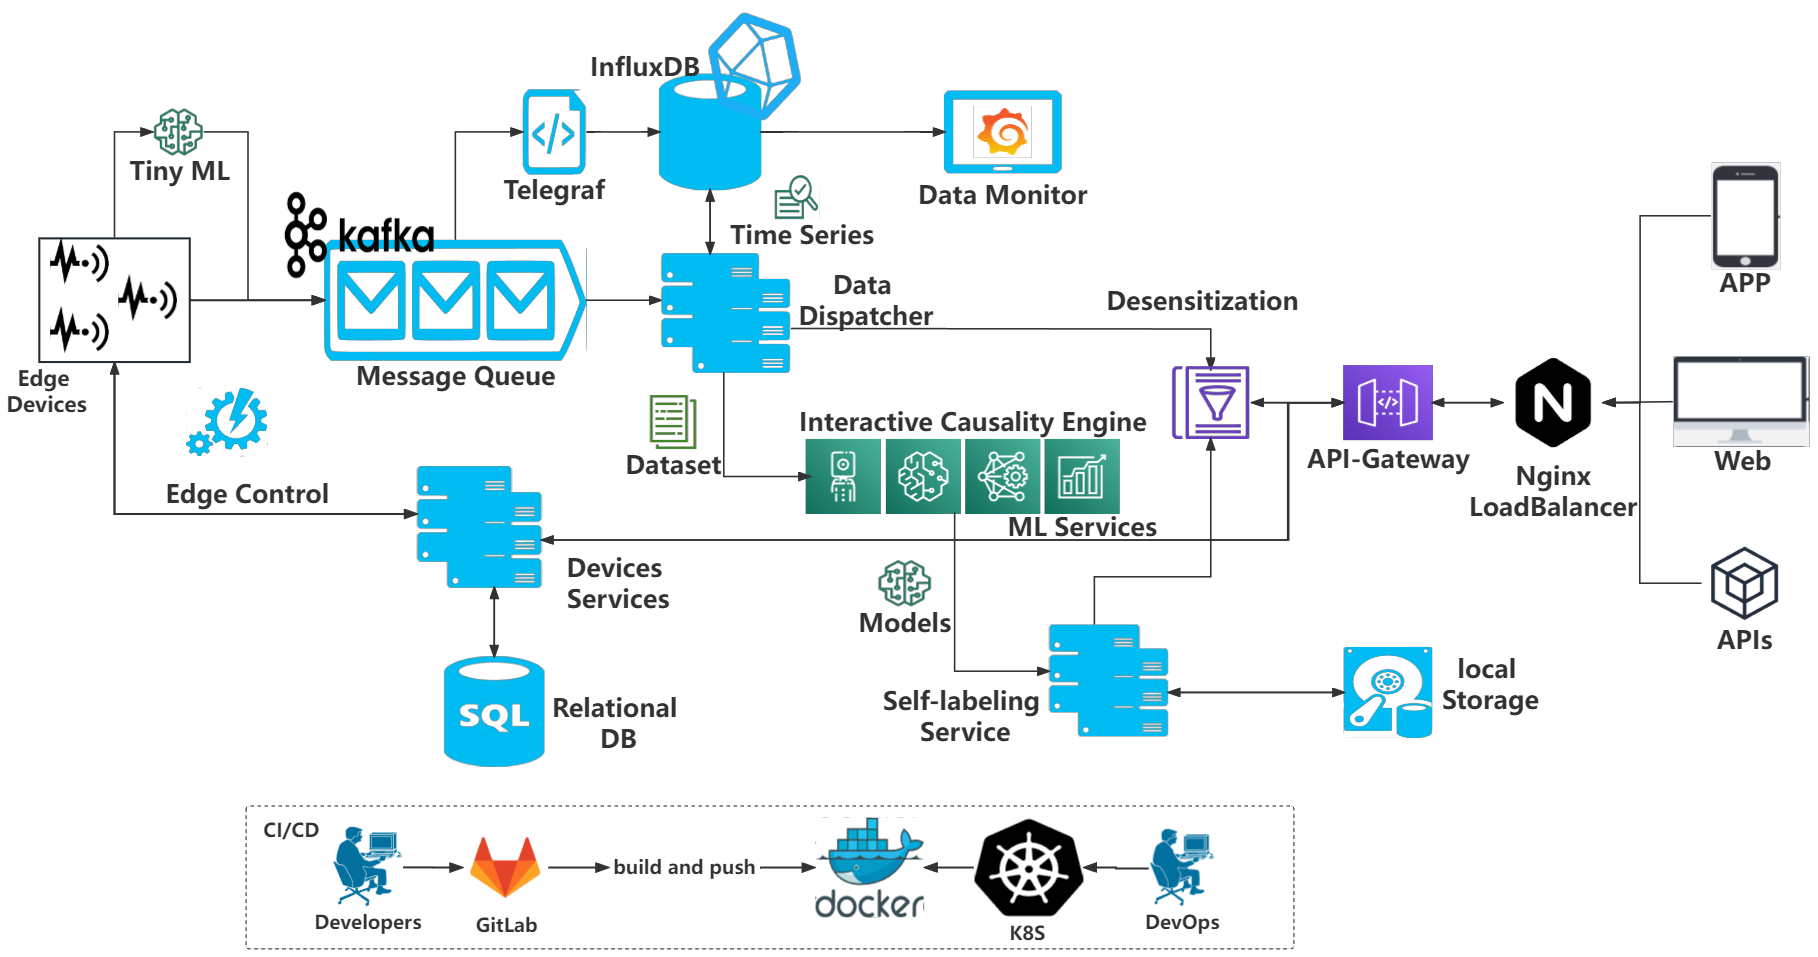 InfluxDB
Tiny ML
Telegraf
Data Monitor
kafka
Time Series
Message Queue
Edge
Devices
Data
Dispatcher
Desensitization
APP
Dataset
Interactive Causality Engine
ML Services
API-Gateway
N
Nginx
LoadBalancer
Web
Edge Control
Devices
Services
Models
APIs
SQL
Relational
DB
Self-labeling
Service
local
Storage
CI/CD
build and push
docker
Developers
GitLab
K8S
DevOps